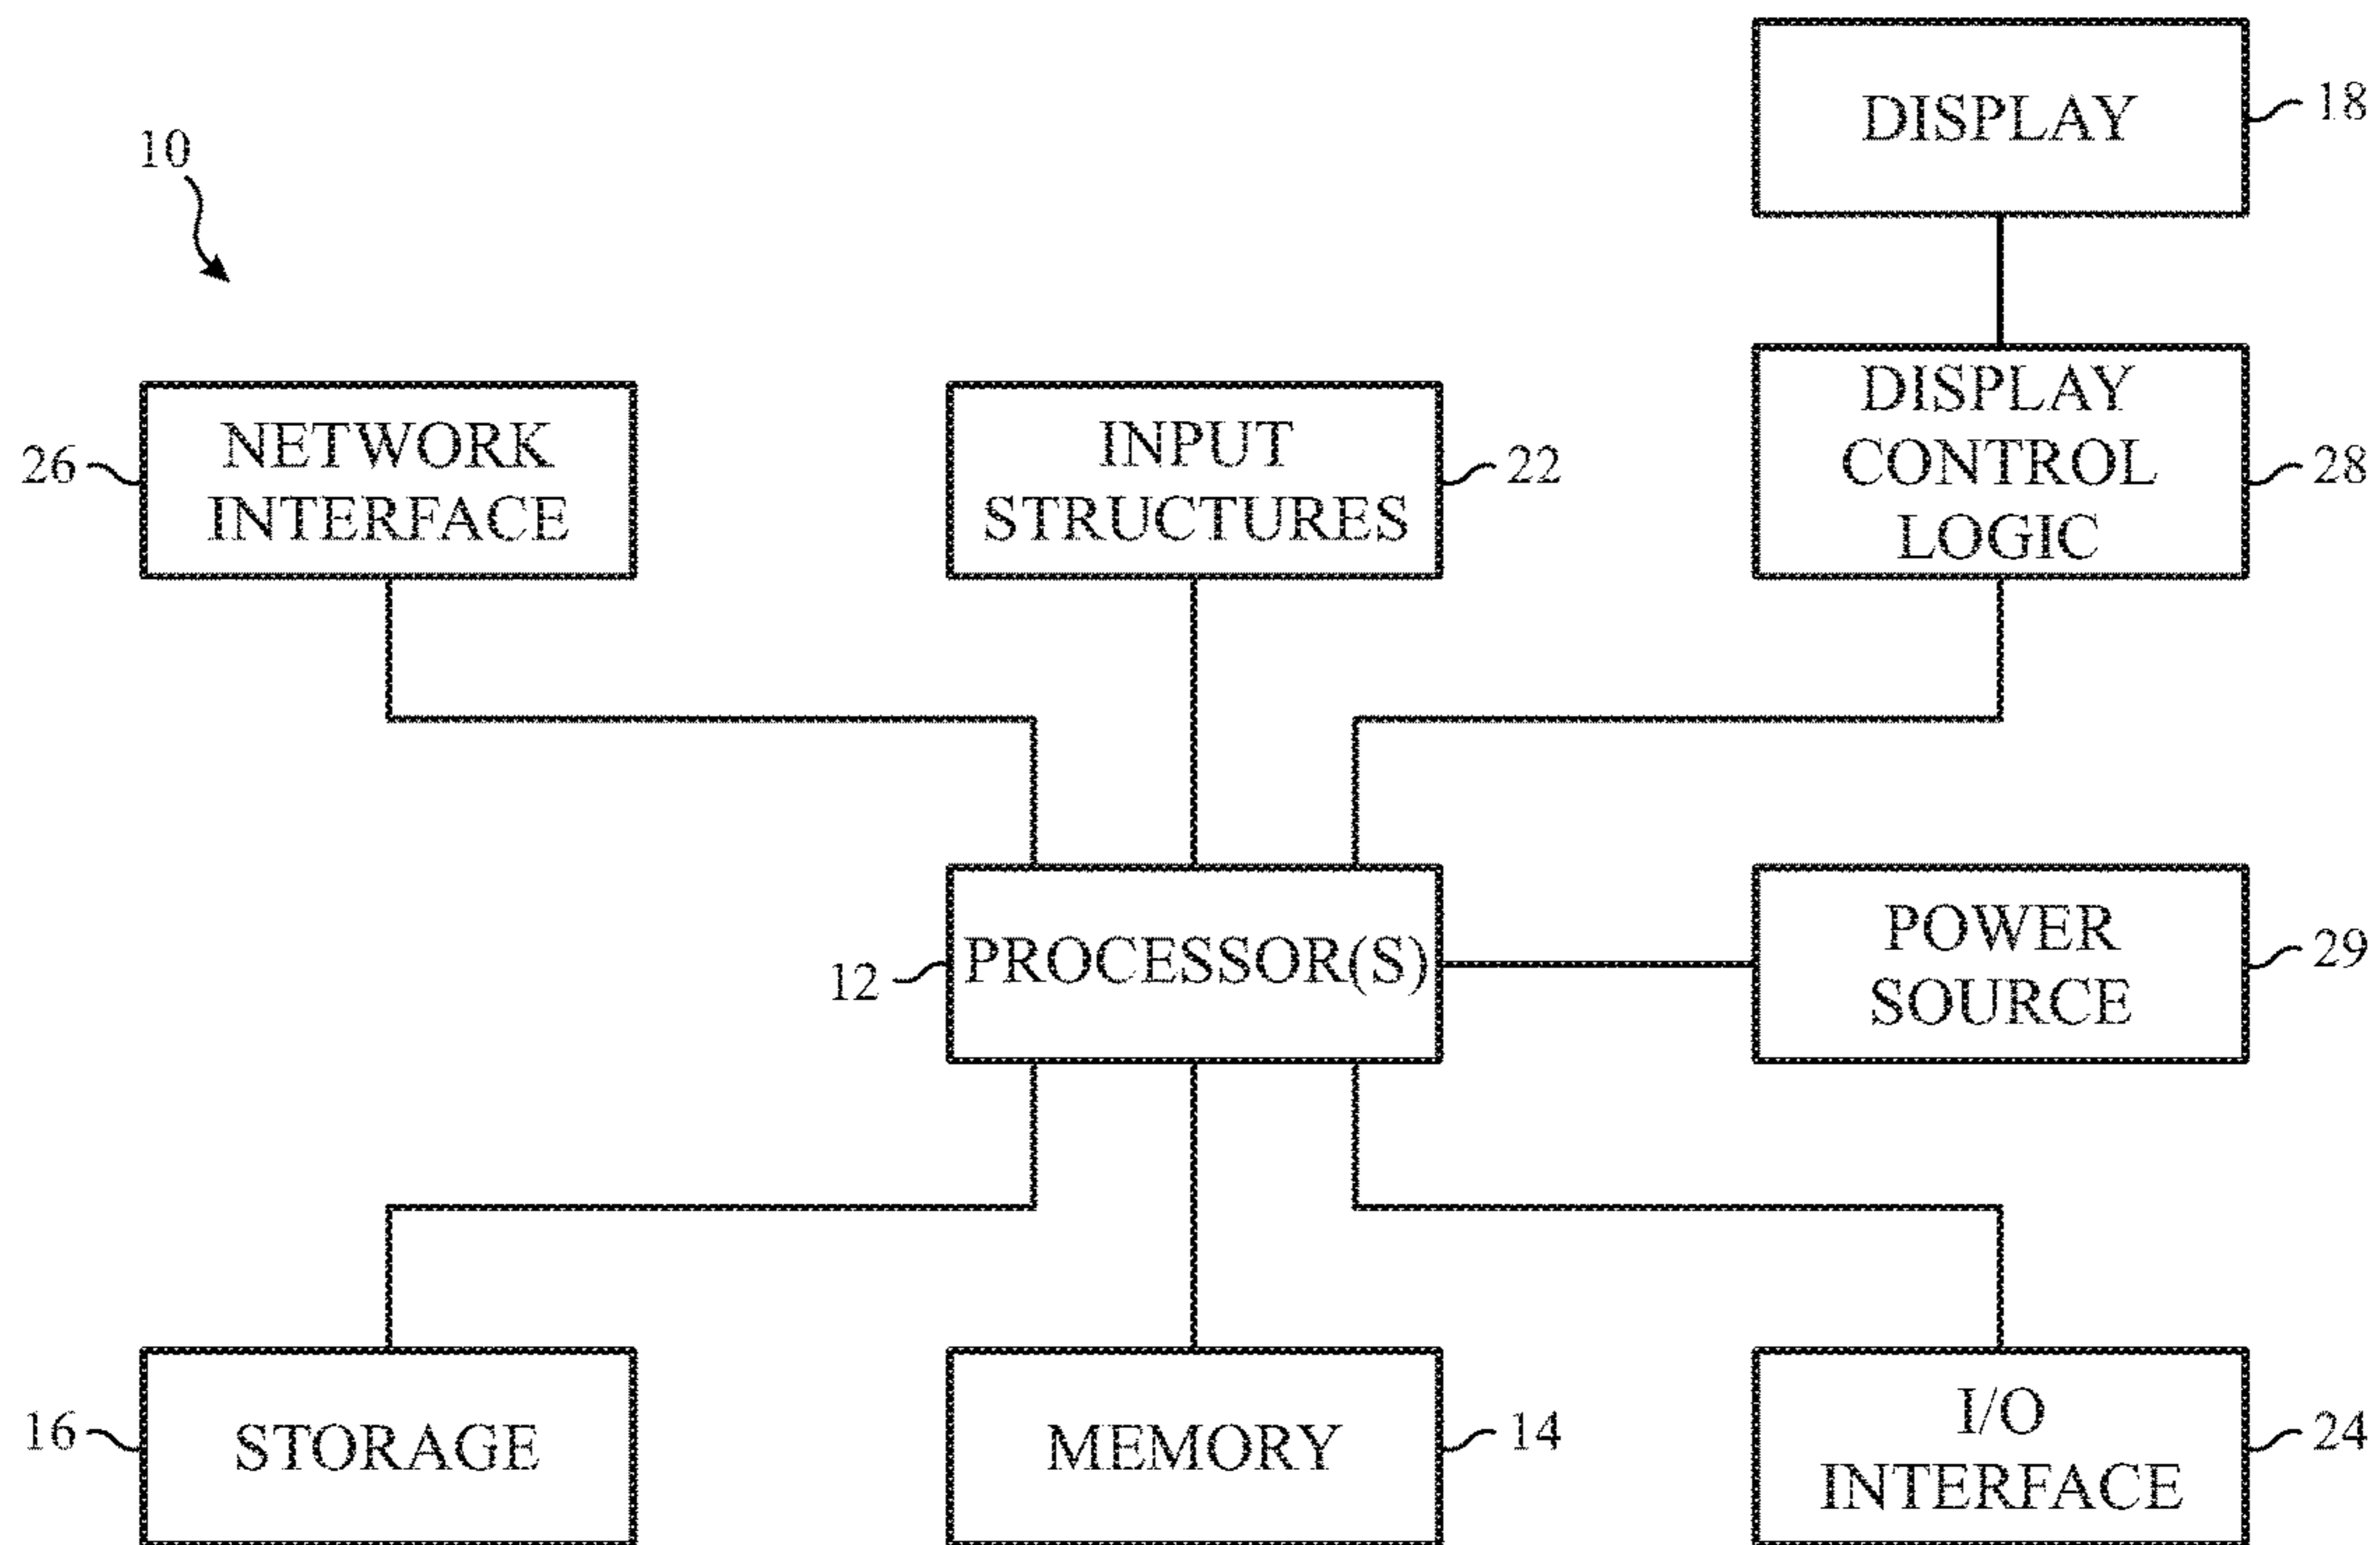 DISPLAY
18
10
NETWORK
INTERFACE
26
INPUT
STRUCTURES
22
DISPLAY
CONTROL
LOGIC
28
PROCESSOR(S)
12
POWER
SOURCE
29
STORAGE
16
MEMORY
14
I/O
INTERFACE
24